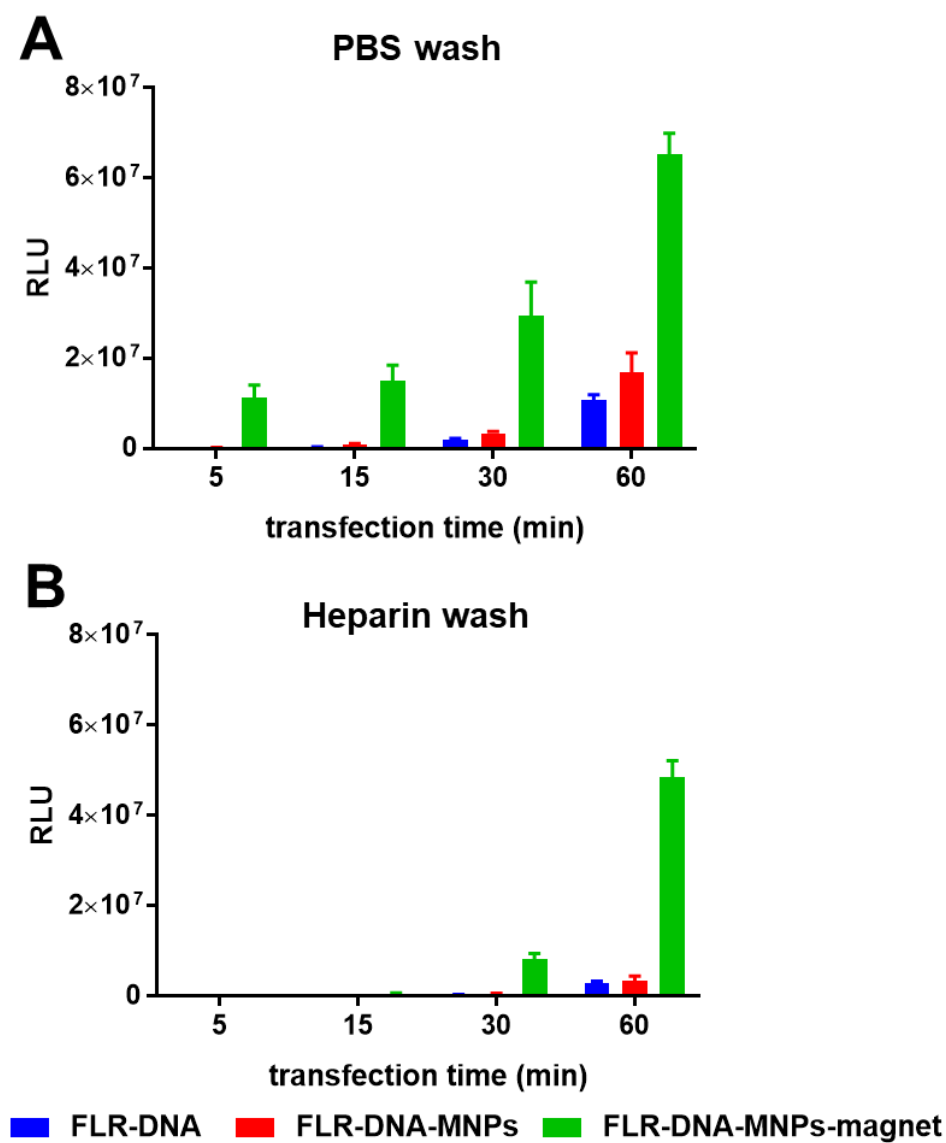 A
PBS wash
8×10⁷
6×10⁷
4×10⁷
2×10⁷
0
RLU
5 15 30 60
transfection time (min)
B
Heparin wash
8×10⁷
6×10⁷
4×10⁷
2×10⁷
0
RLU
5 15 30 60
transfection time (min)
FLR-DNA FLR-DNA-MNPs FLR-DNA-MNPs-magnet